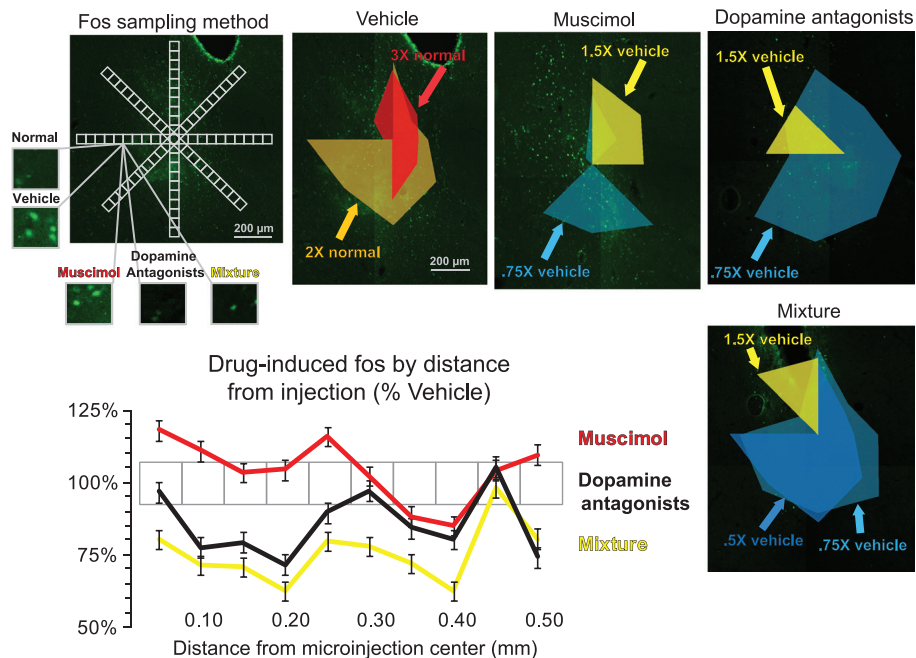 Fos sampling method
Normal
Vehicle
200 µm
Muscimol
Dopamine
Antagonists
Mixture
Vehicle
3X normal
2X normal
200 µm
Muscimol
1.5X vehicle
.75X vehicle
Dopamine antagonists
1.5X vehicle
.75X vehicle
Mixture
1.5X vehicle
.5X vehicle
.75X vehicle
Drug-induced fos by distance
from injection (% Vehicle)
125%
100%
75%
50%
0.10
0.20
0.30
0.40
0.50
Distance from microinjection center (mm)
Muscimol
Dopamine
antagonists
Mixture